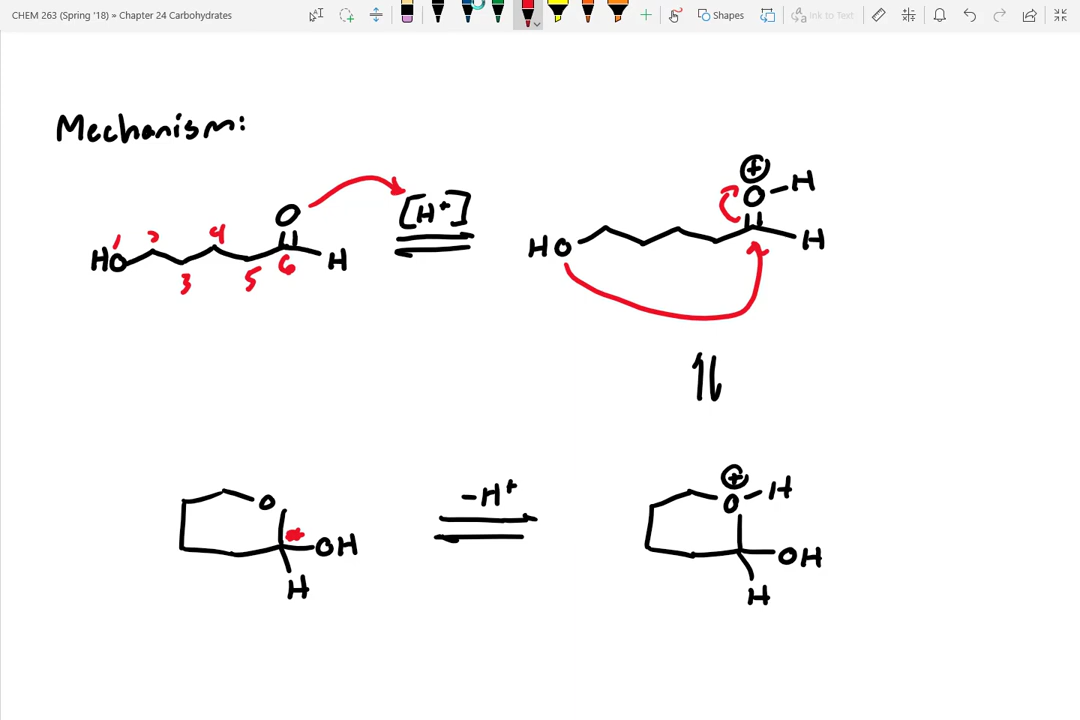 CHEM 263 (Spring '18) » Chapter 24 Carbohydrates
Shapes
Ink to Text
Mechanism:
HO O H
1 2 3 4 5 6
[H+]
HO + O-H H
O OH H
-H+
+ O-H OH H